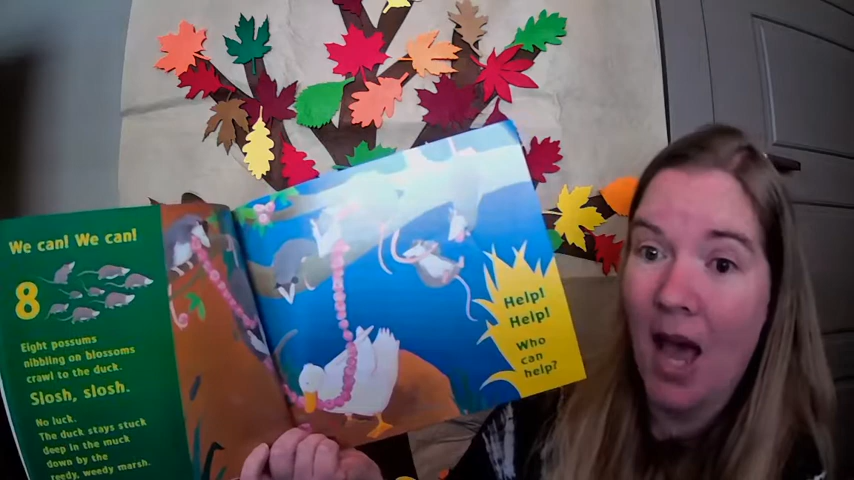 We can! We can!
8
Eight possums
nibbling on blossoms
crawl to the duck.
Slosh, slosh.
No luck.
The duck stays stuck
deep in the muck
down by the
reedy, weedy marsh.
Help!
Help!
Who
can
help?